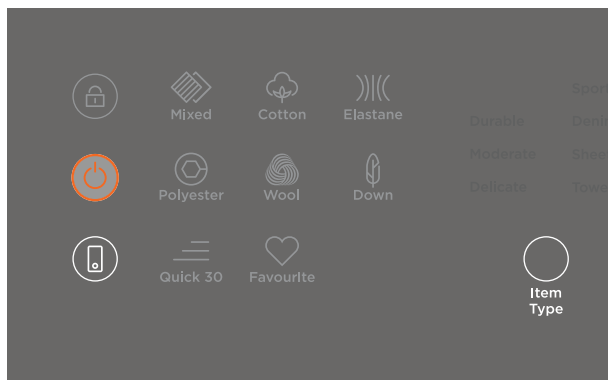 Mixed
Cotton
Elastane
Durable
Moderate
Delicate
Polyester
Wool
Down
Quick 30
Favourite
Item
Type